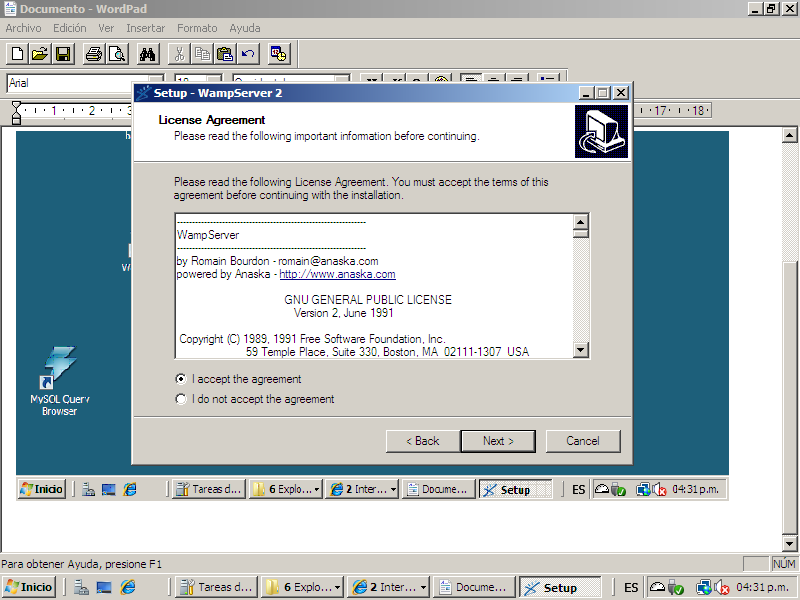 Documento - WordPad
Archivo Edición Ver Insertar Formato Ayuda
Arial
1 2 3 17 18
Setup - WampServer 2
License Agreement
Please read the following important information before continuing.
Please read the following License Agreement. You must accept the terms of this
agreement before continuing with the installation.
WampServer
by Romain Bourdon - romain@anaska.com
powered by Anaska - http://www.anaska.com
GNU GENERAL PUBLIC LICENSE
Version 2, June 1991
Copyright (C) 1989, 1991 Free Software Foundation, Inc.
59 Temple Place, Suite 330, Boston, MA 02111-1307 USA
I accept the agreement
I do not accept the agreement
< Back Next > Cancel
MySQL Query
Browser
Inicio Tareas d... 6 Explo... 2 Inter... Docume... Setup ES 04:31 p.m.
Para obtener Ayuda, presione F1 NÚM
Inicio Tareas d... 6 Explo... 2 Inter... Docume... Setup ES 04:31 p.m.